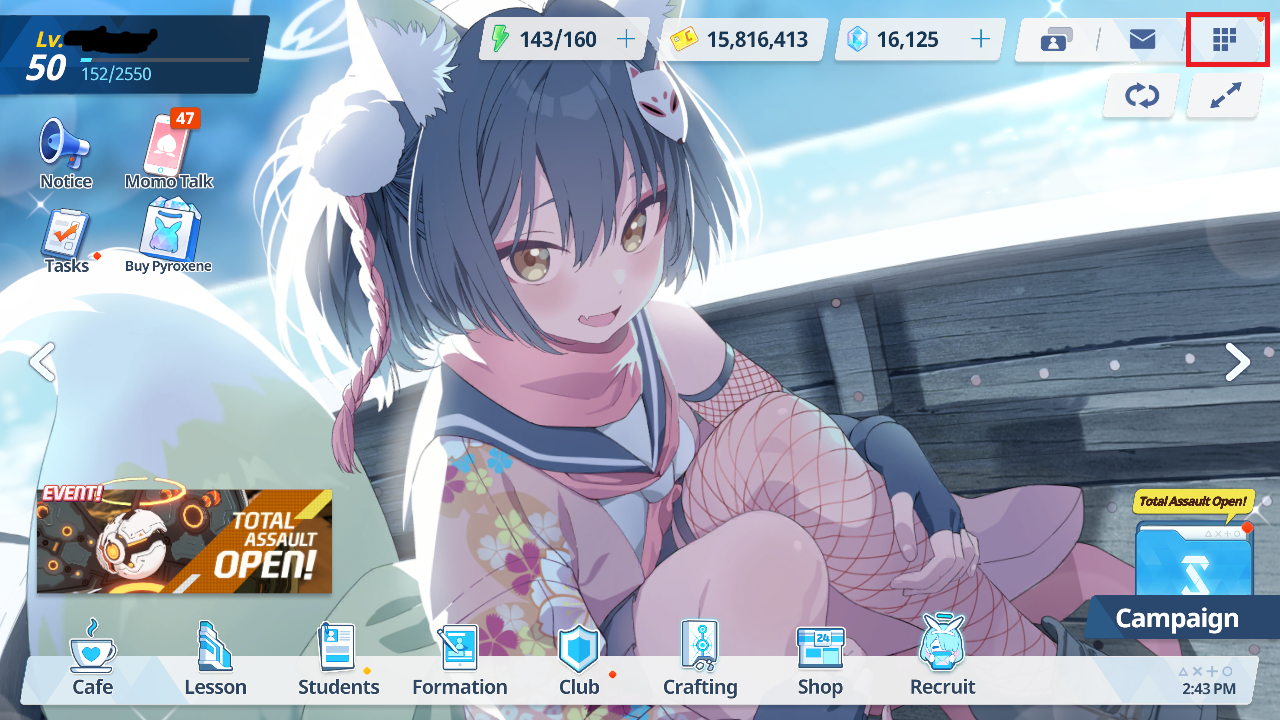 Lv.
50
152/2550
143/160
15,816,413
16,125
Notice
47
Momo Talk
Tasks
Buy Pyroxene
EVENT!
TOTAL
ASSAULT
OPEN!
Total Assault Open!
Campaign
Cafe
Lesson
Students
Formation
Club
Crafting
24
Shop
Recruit
2:43 PM